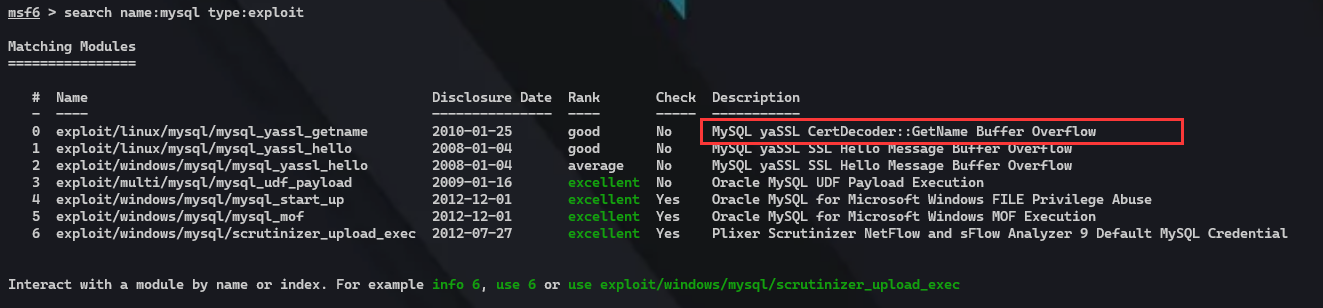 msf6 > search name:mysql type:exploit
Matching Modules
================
# Name Disclosure Date Rank Check Description
- ---- --------------- ---- ----- -----------
0 exploit/linux/mysql/mysql_yassl_getname 2010-01-25 good No MySQL yaSSL CertDecoder::GetName Buffer Overflow
1 exploit/linux/mysql/mysql_yassl_hello 2008-01-04 good No MySQL yaSSL SSL Hello Message Buffer Overflow
2 exploit/windows/mysql/mysql_yassl_hello 2008-01-04 average No MySQL yaSSL SSL Hello Message Buffer Overflow
3 exploit/multi/mysql/mysql_udf_payload 2009-01-16 excellent No Oracle MySQL UDF Payload Execution
4 exploit/windows/mysql/mysql_start_up 2012-12-01 excellent Yes Oracle MySQL for Microsoft Windows FILE Privilege Abuse
5 exploit/windows/mysql/mysql_mof 2012-12-01 excellent Yes Oracle MySQL for Microsoft Windows MOF Execution
6 exploit/windows/mysql/scrutinizer_upload_exec 2012-07-27 excellent Yes Plixer Scrutinizer NetFlow and sFlow Analyzer 9 Default MySQL Credential
Interact with a module by name or index. For example info 6, use 6 or use exploit/windows/mysql/scrutinizer_upload_exec